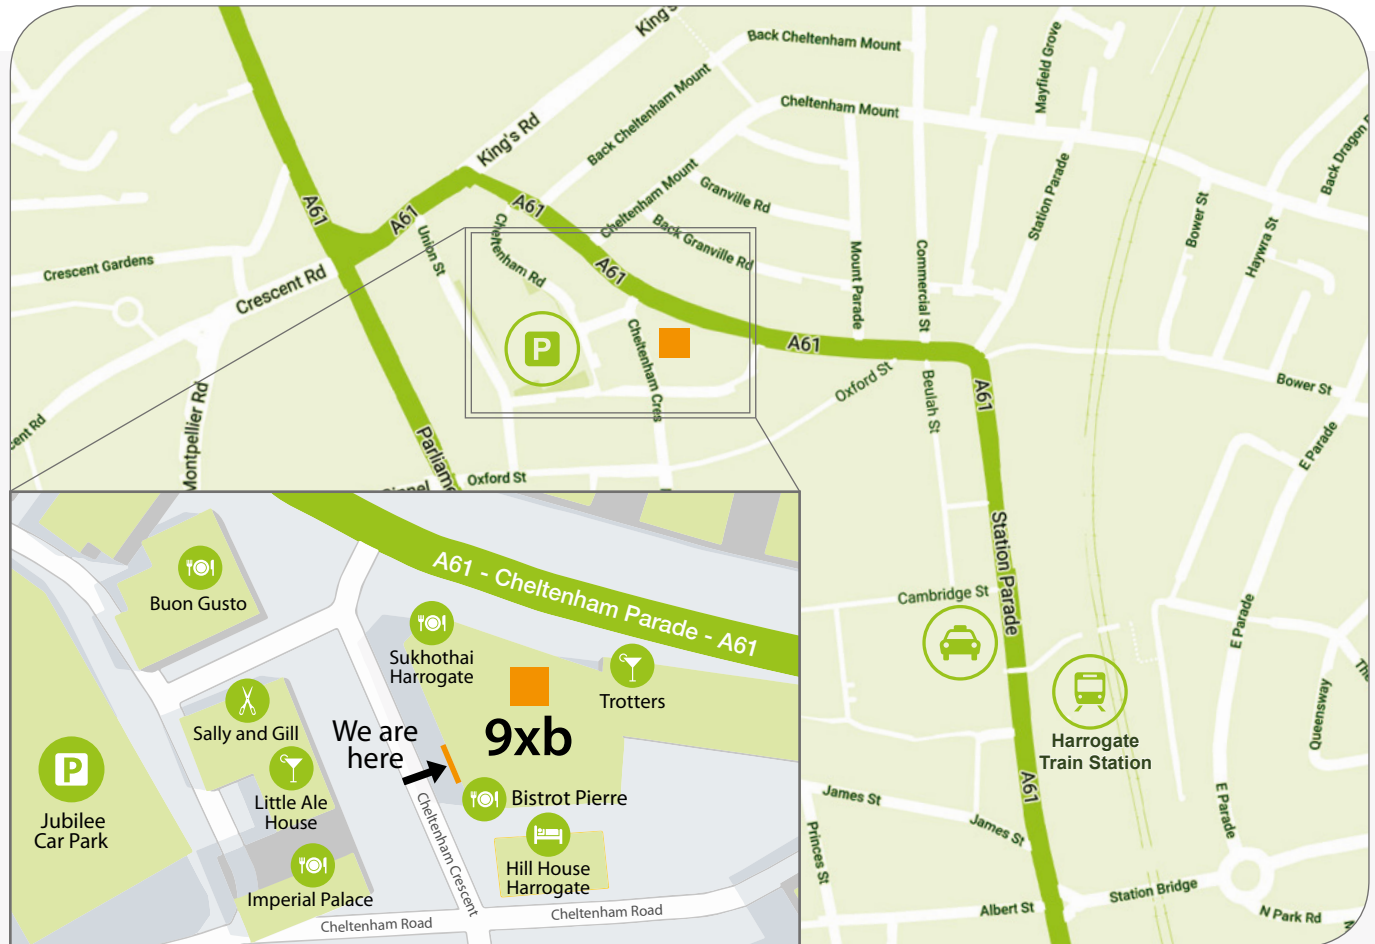 King's
Back Cheltenham Mount
Mayfield Grove
Cheltenham Mount
Back Cheltenham Mount
King's Rd
Back Dragon
Station Parade
A61
A61
A61
Cheltenham Mount
Granville Rd
Back Granville Rd
Bower St
Haywra St
Union St
Cheltenham Rd
A61
Mount Parade
Commercial St
Crescent Gardens
Crescent Rd
P
Cheltenham Cres
A61
Oxford St
Beulah St
A61
Bower St
Montpellier Rd
ent Rd
Parliame
Oxford St
E Parade
Station Parade
Cambridge St
E Parade
Queensway
Harrogate
Train Station
A61
James St
James St
Princes St
E Parade
Station Bridge
Albert St
N Park Rd
N
A61 - Cheltenham Parade - A61
Buon Gusto
Sukhothai
Harrogate
Trotters
Sally and Gill
We are
here
9xb
P
Jubilee
Car Park
Little Ale
House
Bistrot Pierre
Cheltenham Crescent
Imperial Palace
Hill House
Harrogate
Cheltenham Road
Cheltenham Road